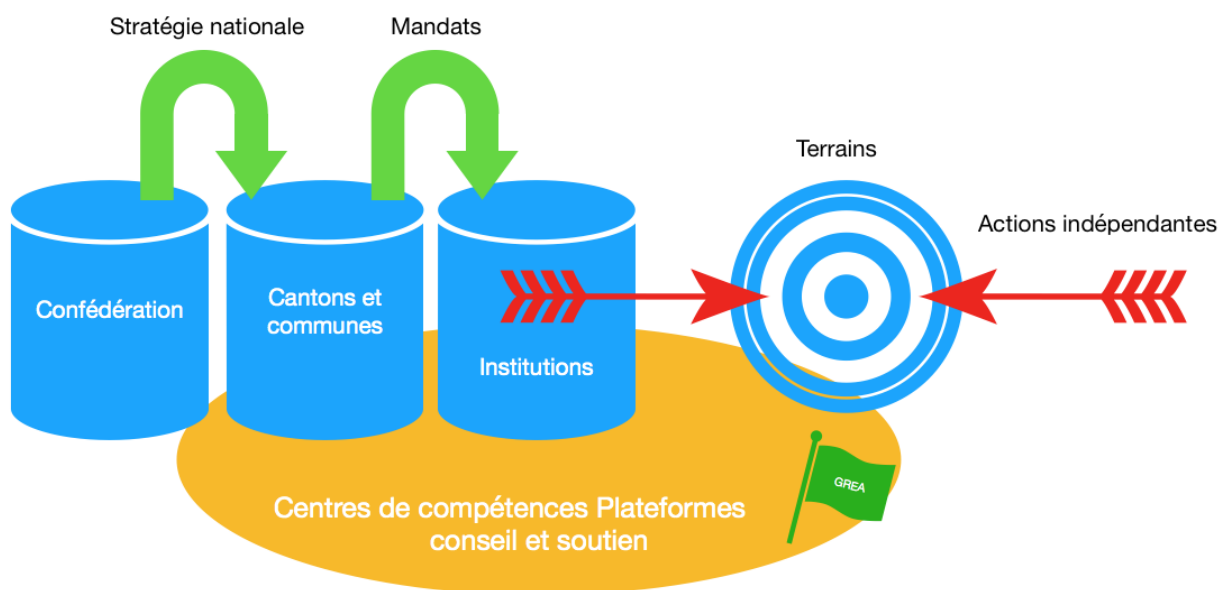 Stratégie nationale
Mandats
Terrains
Actions indépendantes
Confédération
Cantons et
communes
Institutions
GREA
Centres de compétences Plateformes
conseil et soutien